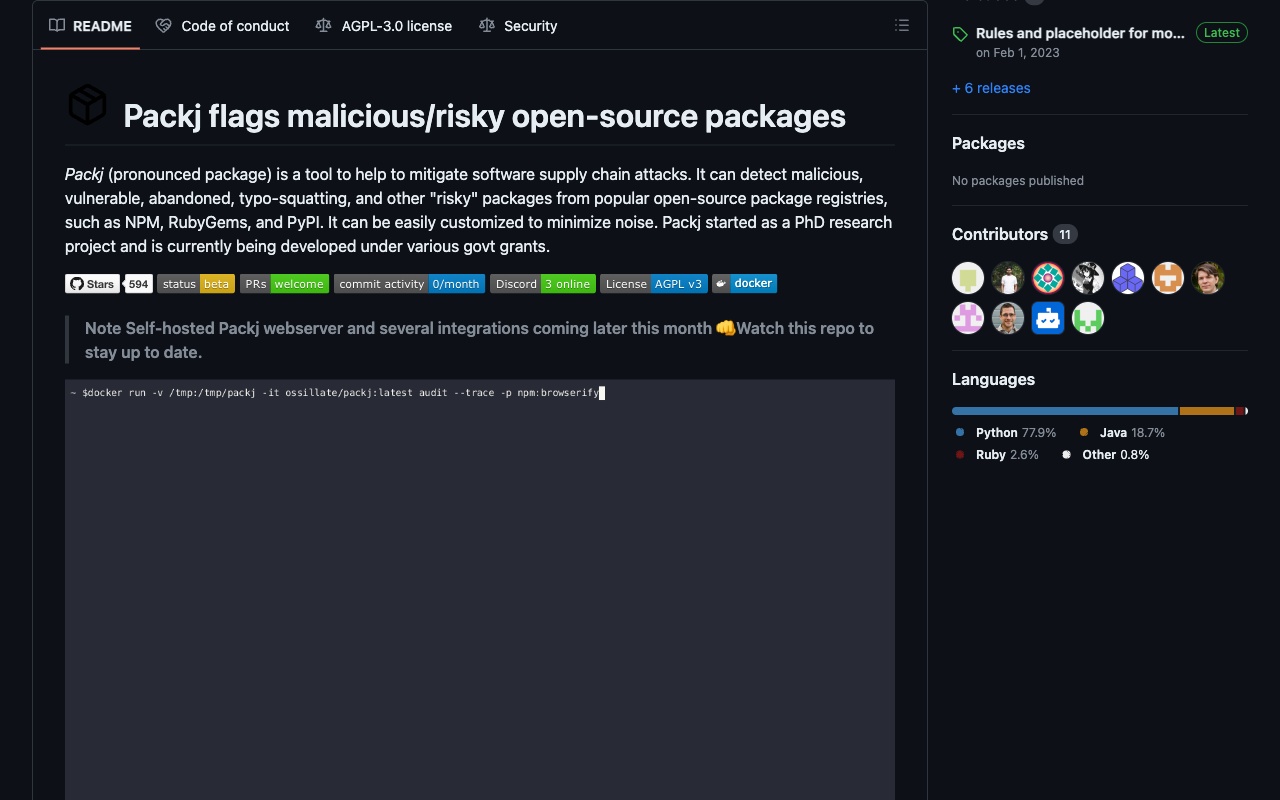 README
Code of conduct
AGPL-3.0 license
Security
Packj flags malicious/risky open-source packages
Packj (pronounced package) is a tool to help to mitigate software supply chain attacks. It can detect malicious,
vulnerable, abandoned, typo-squatting, and other "risky" packages from popular open-source package registries,
such as NPM, RubyGems, and PyPI. It can be easily customized to minimize noise. Packj started as a PhD research
project and is currently being developed under various govt grants.
Stars 594 status beta PRs welcome commit activity 0/month Discord 3 online License AGPL v3 docker
Note Self-hosted Packj webserver and several integrations coming later this month 👊Watch this repo to
stay up to date.
~ $docker run -v /tmp:/tmp/packj -it ossillate/packj:latest audit --trace -p npm:browserify
Rules and placeholder for mo... Latest
on Feb 1, 2023
+ 6 releases
Packages
No packages published
Contributors 11
Languages
Python 77.9% Java 18.7%
Ruby 2.6% Other 0.8%